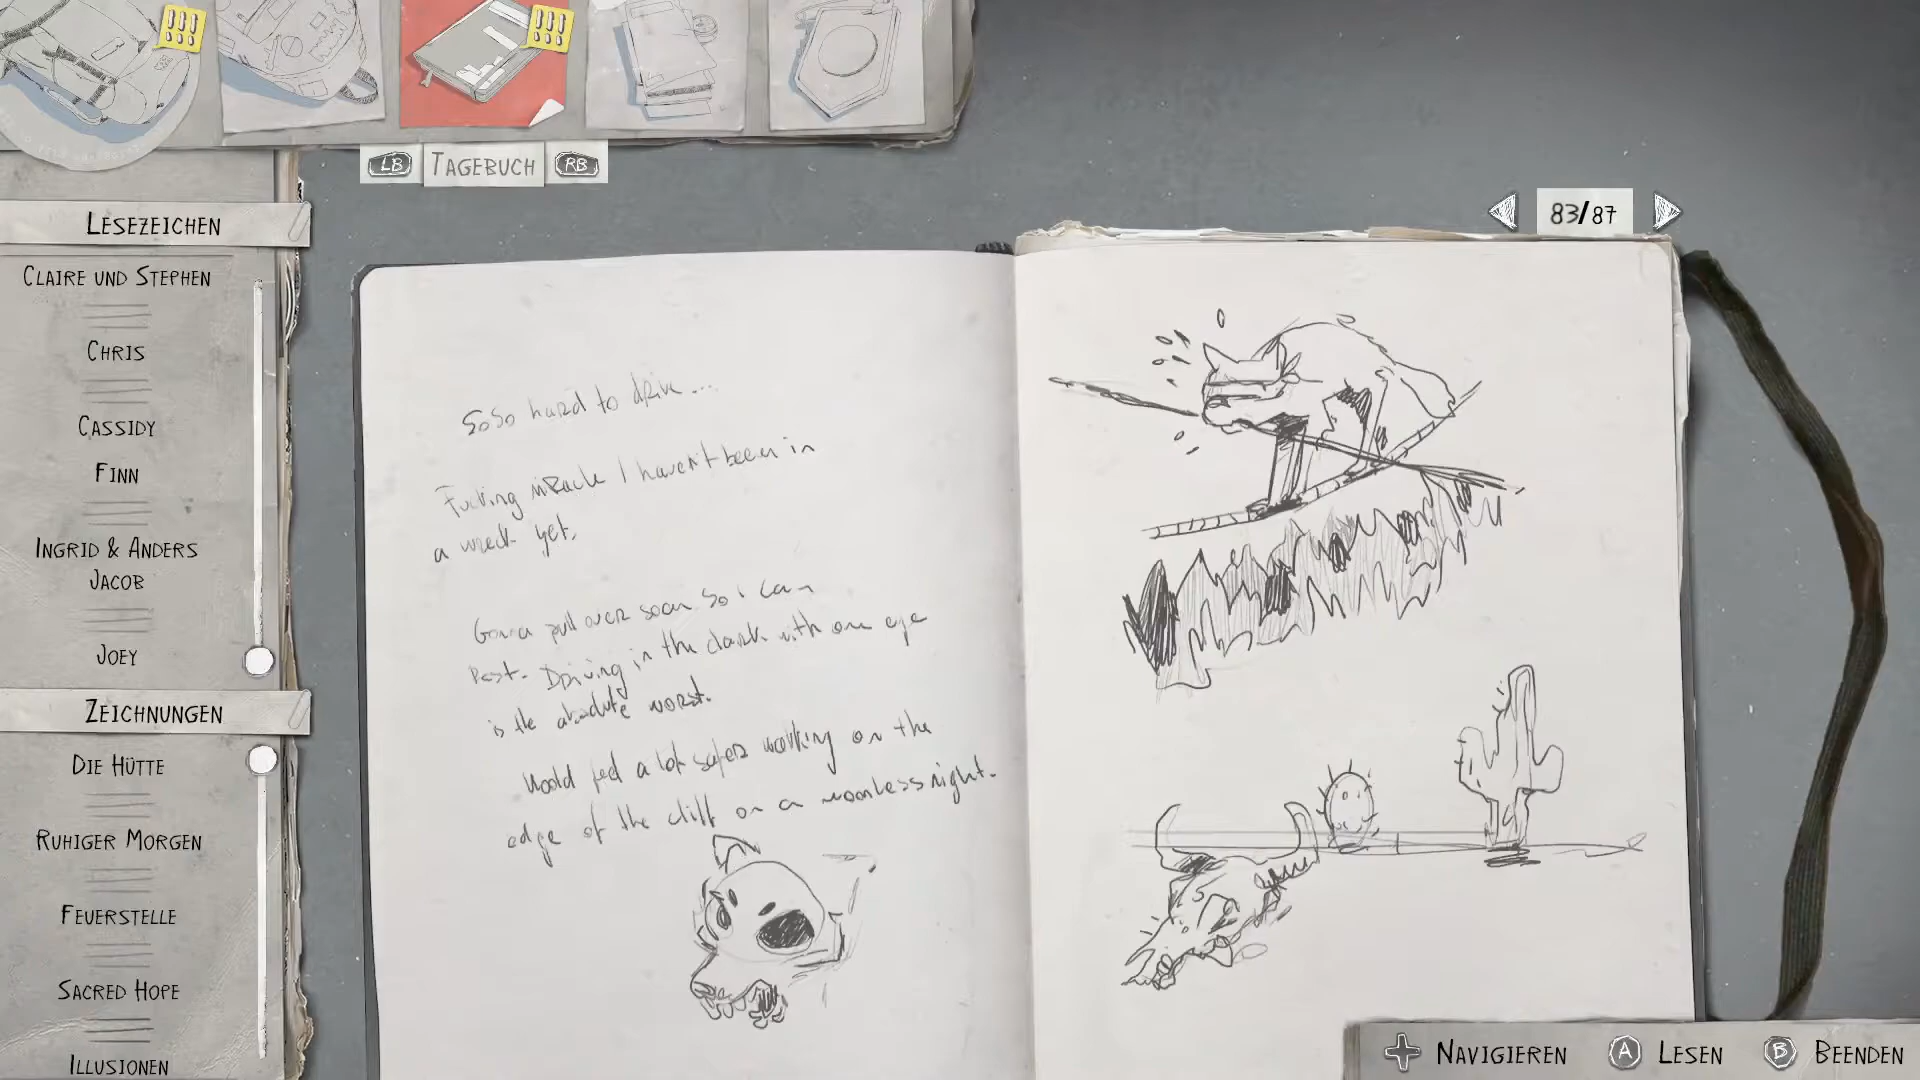 LB TAGEBUCH RB
83/87
LESEZEICHEN
CLAIRE UND STEPHEN
CHRIS
CASSIDY
FINN
INGRID & ANDERS
JACOB
JOEY
ZEICHNUNGEN
DIE HÜTTE
RUHIGER MORGEN
FEUERSTELLE
SACRED HOPE
ILLUSIONEN
SoSo hard to drive...
Fucking miracle I haven't been in
a wreck yet.
Gonna pull over soon So i can
Rest. Driving in the dark with one eye
is the absolute worst.
Would feel a lot safer walking on the
edge of the cliff on a moonless night.
NAVIGIEREN A LESEN B BEENDEN